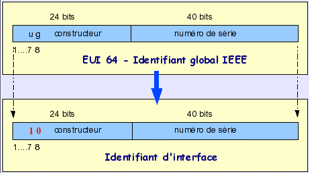 24 bits 40 bits
u g constructeur numéro de série
1....7 8
EUI 64 - Identifiant global IEEE
24 bits 40 bits
1 0 constructeur numéro de série
1....7 8
Identifiant d'interface